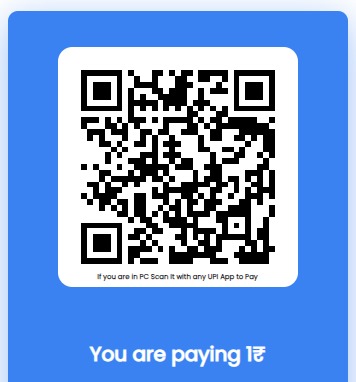 If you are in PC Scan It with any UPI App to Pay
You are paying 1₹